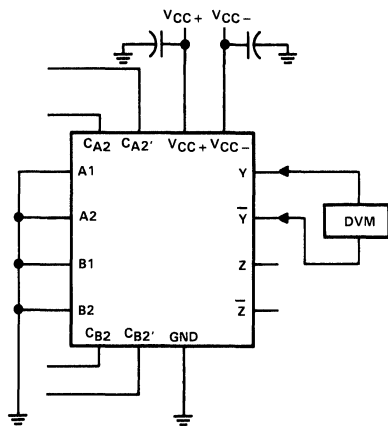 VCC+ VCC−
CA2 CA2' VCC+ VCC−
A1 Y
A2 Y̅
DVM
B1 Z
B2 Z̅
CB2 CB2' GND